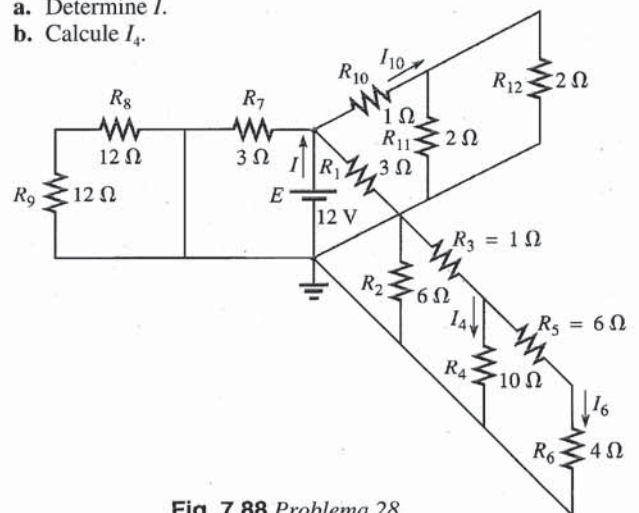 a. Determine I.
b. Calcule I₄.
R₈
12 Ω
R₉
12 Ω
R₇
3 Ω
I
E
12 V
R₁₀
I₁₀
1 Ω
R₁₁
2 Ω
R₁₂
2 Ω
R₁
3 Ω
R₂
6 Ω
R₃ = 1 Ω
I₄
R₄
10 Ω
R₅ = 6 Ω
I₆
R₆
4 Ω
Fig. 7.88 Problema 28.